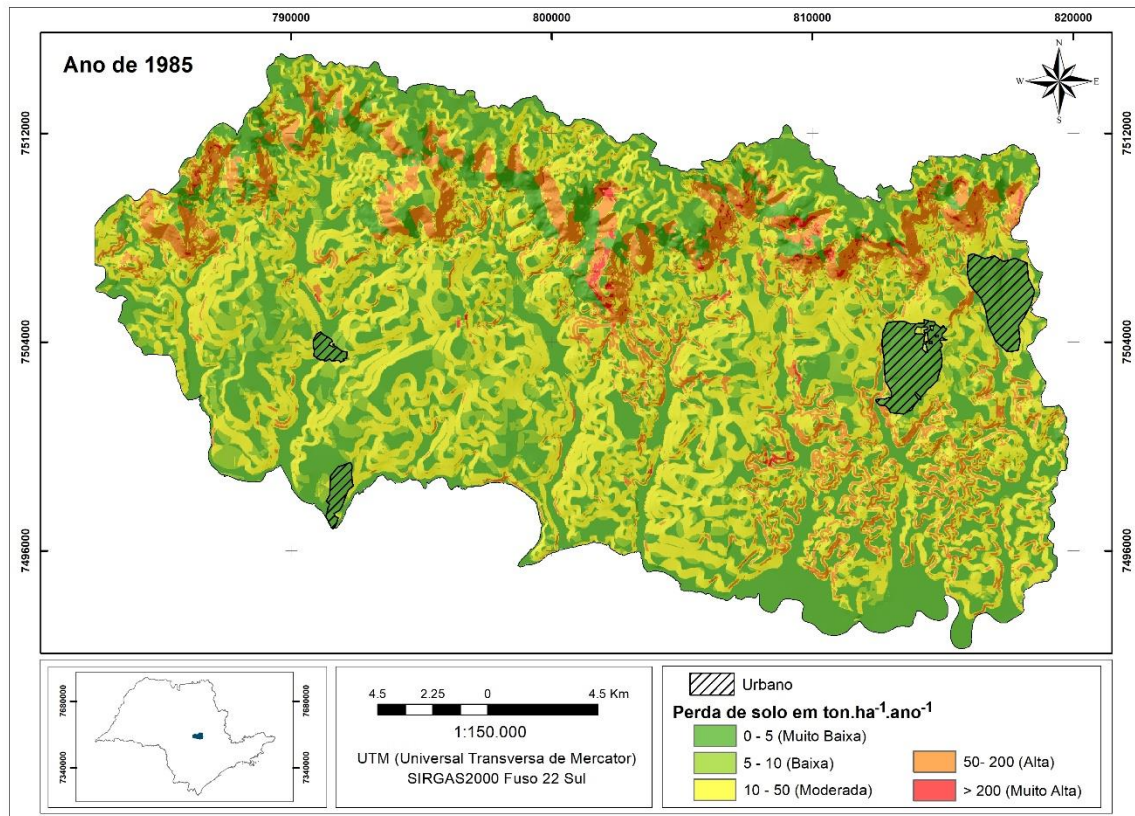 790000 800000 810000 820000
Ano de 1985
N
W E
S
7512000 7512000
7504000 7504000
7496000 7496000
7680000 7680000
7340000 7340000
4.5 2.25 0 4.5 Km
1:150.000
UTM (Universal Transversa de Mercator)
SIRGAS2000 Fuso 22 Sul
Urbano
Perda de solo em ton.ha⁻¹.ano⁻¹
0 - 5 (Muito Baixa)
5 - 10 (Baixa)
10 - 50 (Moderada)
50- 200 (Alta)
> 200 (Muito Alta)